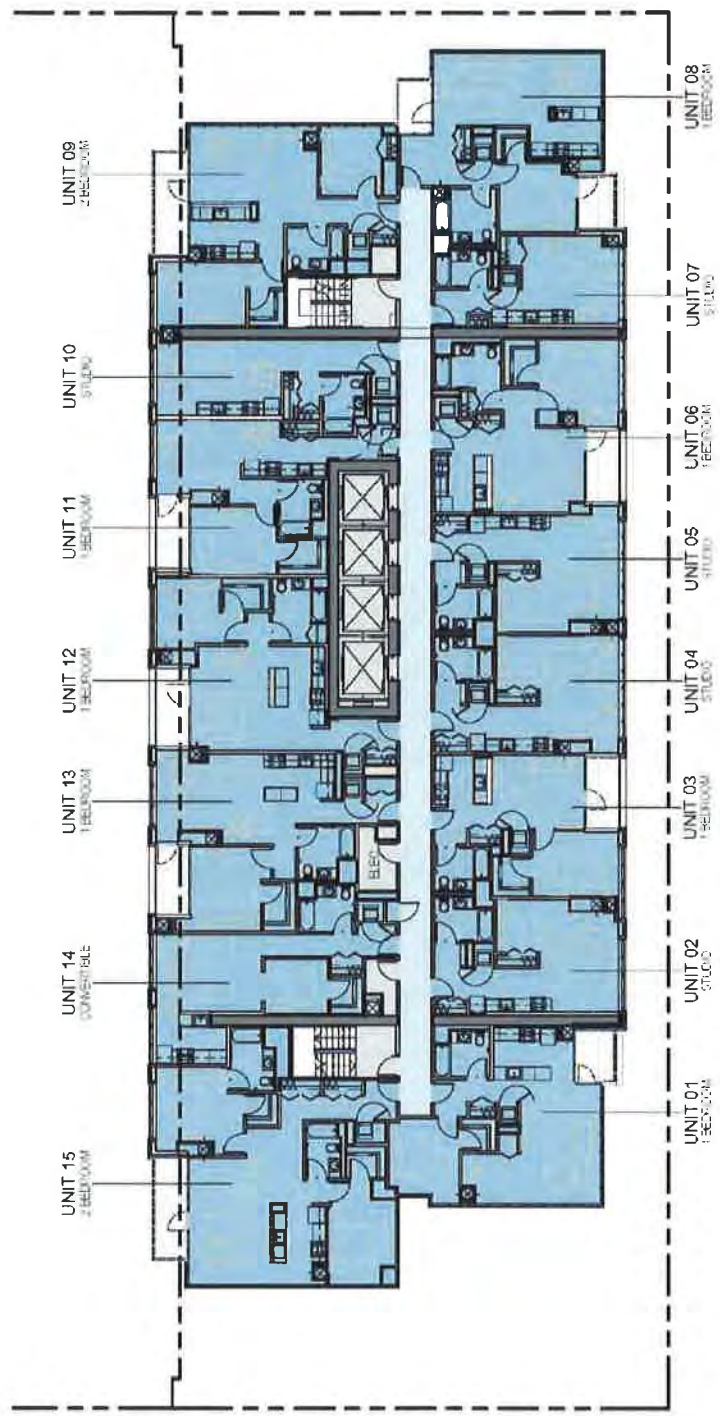 UNIT 15
2 BEDROOM
UNIT 14
CONVERTIBLE
UNIT 13
1 BEDROOM
UNIT 12
1 BEDROOM
UNIT 11
1 BEDROOM
UNIT 10
STUDIO
UNIT 09
2 BEDROOM
ELEC
UNIT 01
1 BEDROOM
UNIT 02
STUDIO
UNIT 03
1 BEDROOM
UNIT 04
STUDIO
UNIT 05
STUDIO
UNIT 06
1 BEDROOM
UNIT 07
STUDIO
UNIT 08
1 BEDROOM